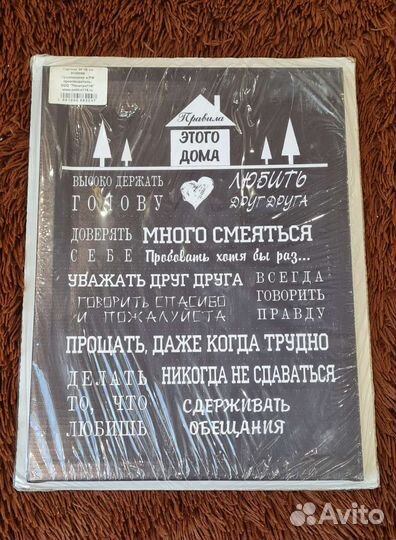 Правила
ЭТОГО
ДОМА
ВЫСОКО ДЕРЖАТЬ
ГОЛОВУ
ЛЮБИТЬ
ДРУГ ДРУГА
ДОВЕРЯТЬ
СЕБЕ
МНОГО СМЕЯТЬСЯ
Пробовать хотя бы раз...
УВАЖАТЬ ДРУГ ДРУГА
ГОВОРИТЬ СПАСИБО
И ПОЖАЛУЙСТА
ВСЕГДА
ГОВОРИТЬ
ПРАВДУ
ПРОЩАТЬ, ДАЖЕ КОГДА ТРУДНО
ДЕЛАТЬ
ТО, ЧТО
ЛЮБИШЬ
НИКОГДА НЕ СДАВАТЬСЯ
СДЕРЖИВАТЬ
ОБЕЩАНИЯ
Avito